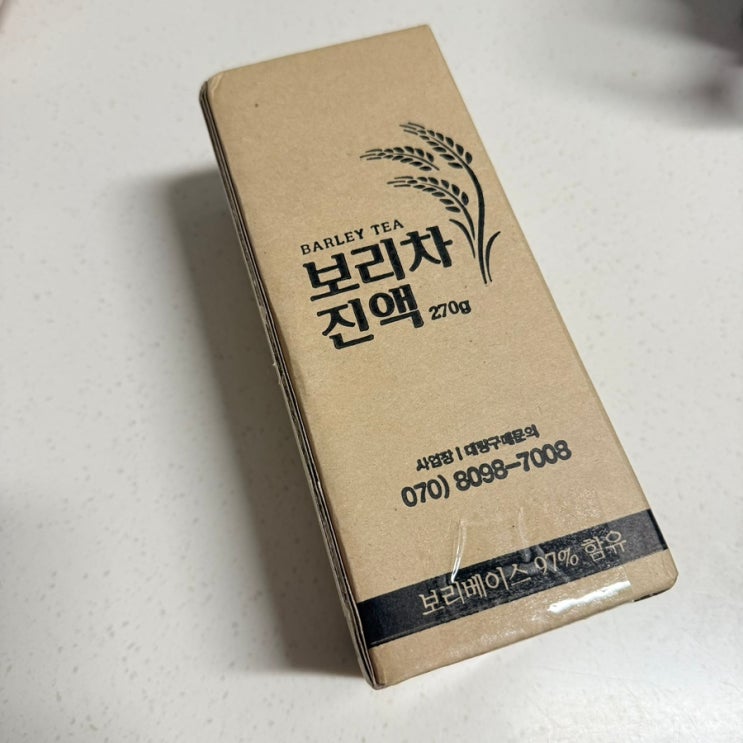 BARLEY TEA
보리차
진액 270g
사업장 | 대량구매문의
070) 8098-7008
보리베이스 97% 함유